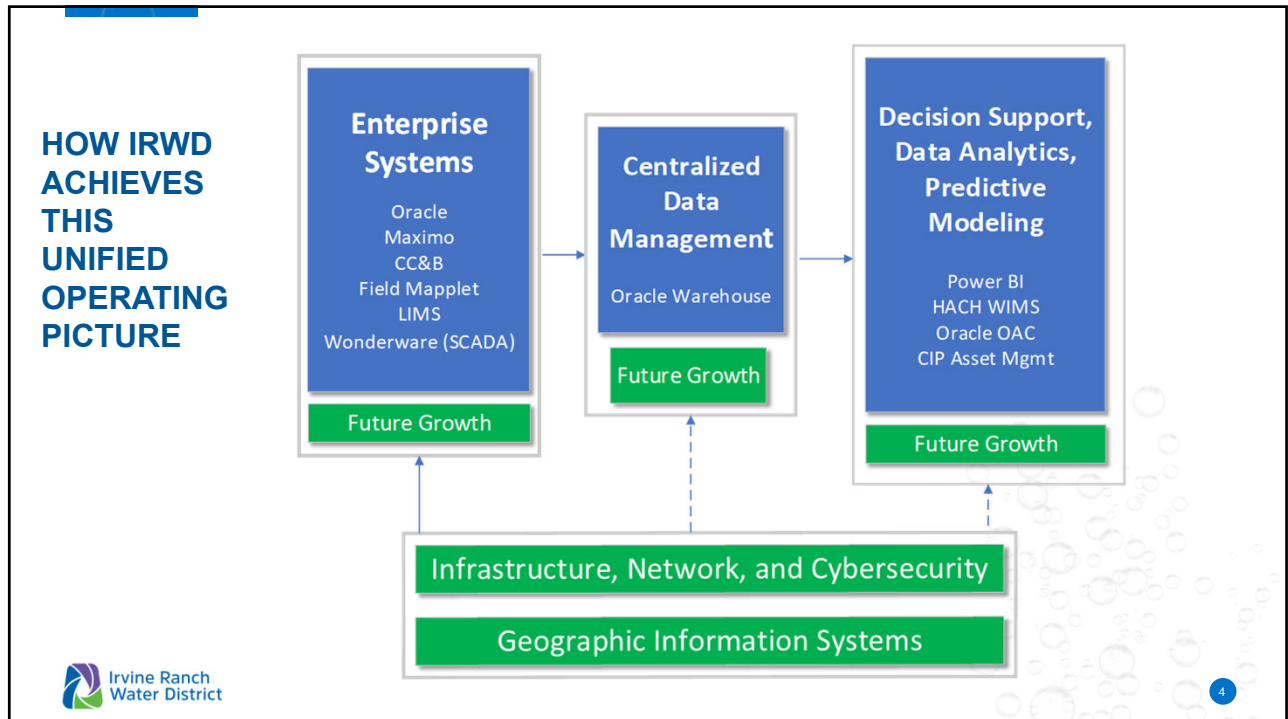 HOW IRWD
ACHIEVES
THIS
UNIFIED
OPERATING
PICTURE
Enterprise
Systems
Oracle
Maximo
CC&B
Field Mapplet
LIMS
Wonderware (SCADA)
Future Growth
Centralized
Data
Management
Oracle Warehouse
Future Growth
Decision Support,
Data Analytics,
Predictive
Modeling
Power BI
HACH WIMS
Oracle OAC
CIP Asset Mgmt
Future Growth
Infrastructure, Network, and Cybersecurity
Geographic Information Systems
Irvine Ranch
Water District
4